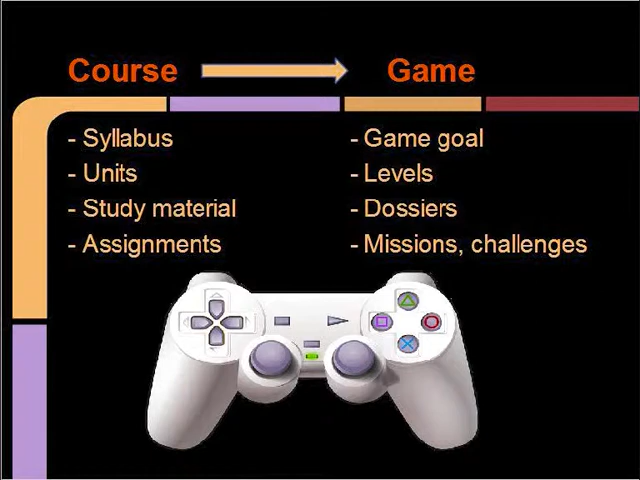 Course Game
- Syllabus
- Units
- Study material
- Assignments
- Game goal
- Levels
- Dossiers
- Missions, challenges